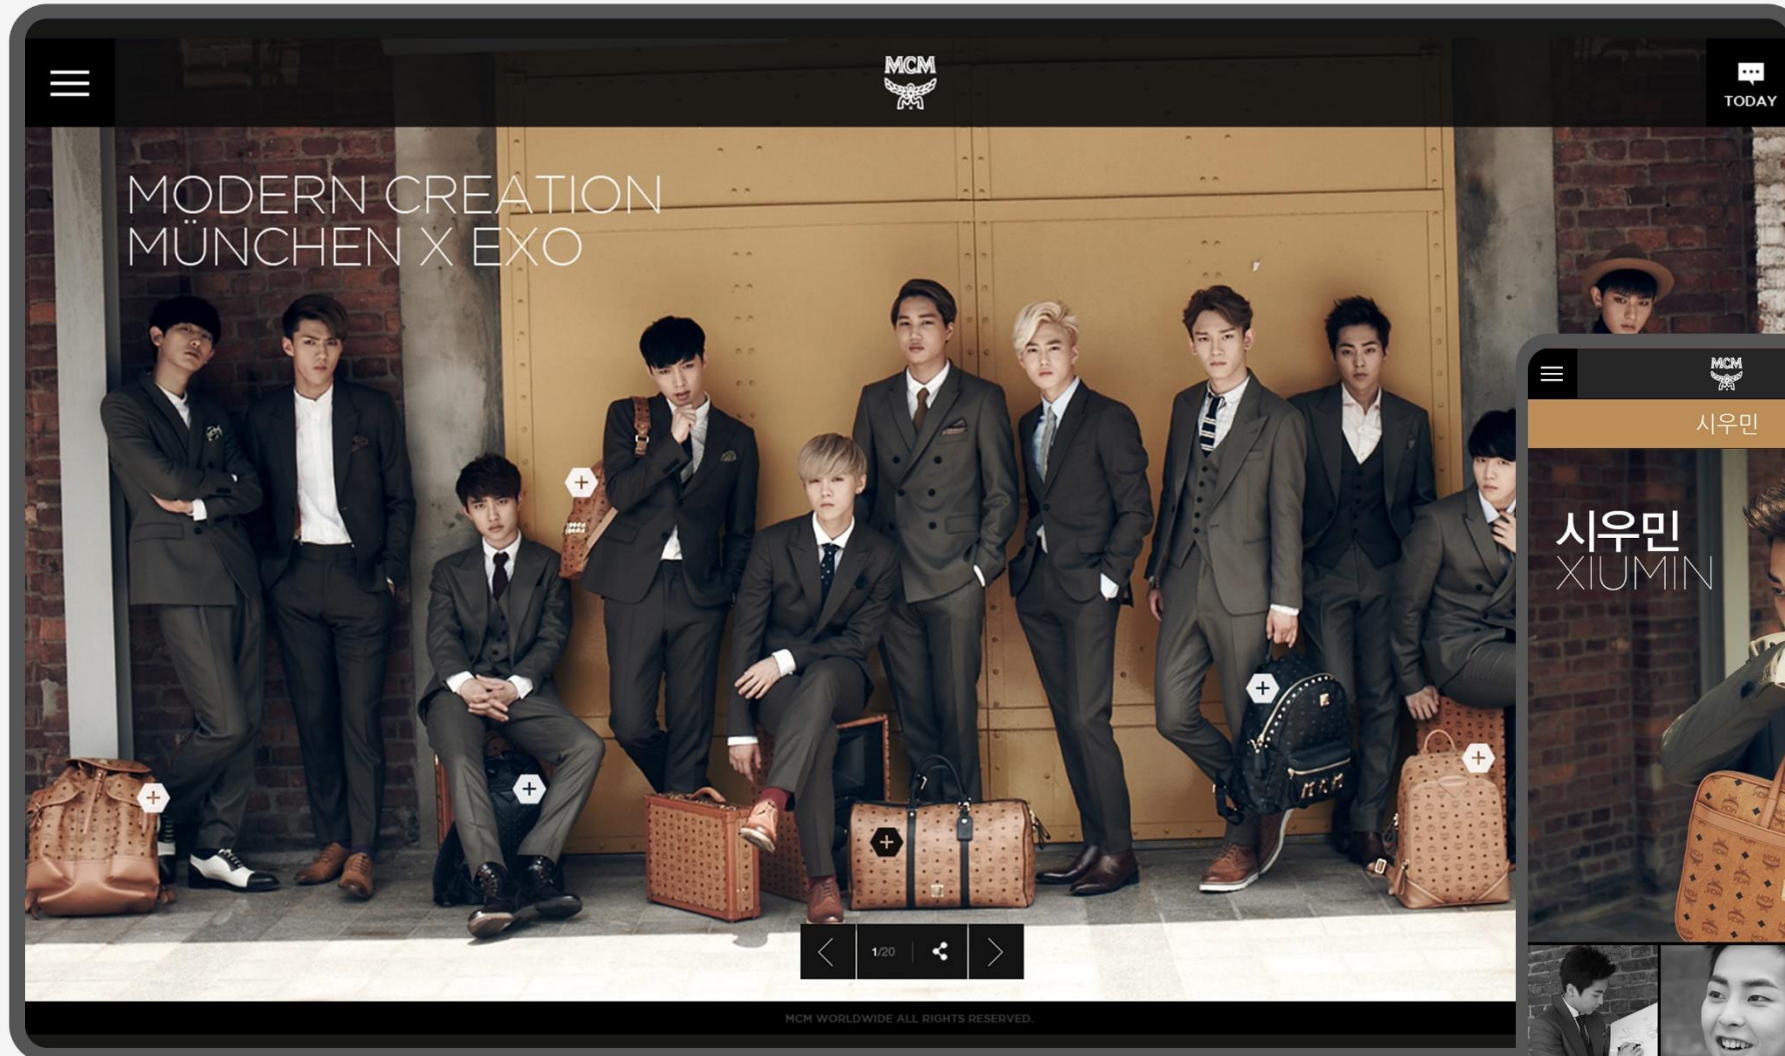 MCM
TODAY
MODERN CREATION
MÜNCHEN X EXO
1/20
MCM WORLDWIDE ALL RIGHTS RESERVED.
MCM
시우민
시우민
XIUMIN